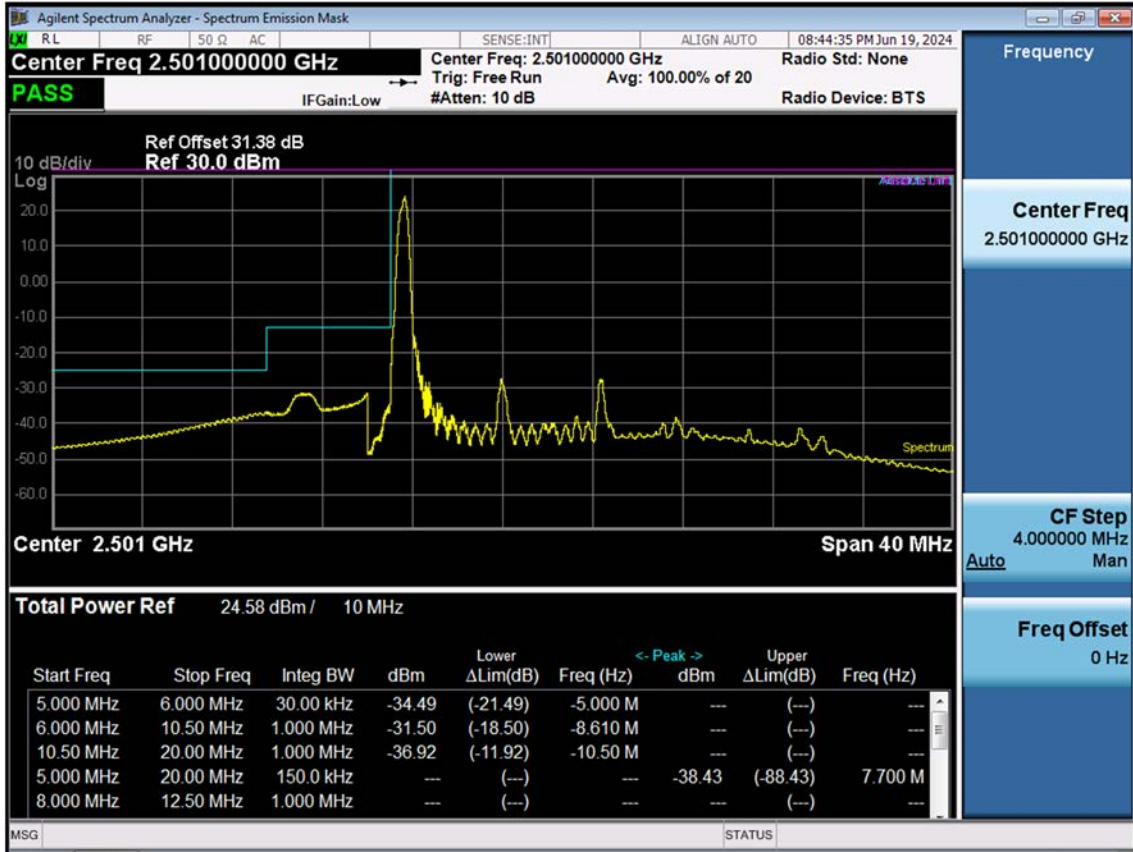 Agilent Spectrum Analyzer - Spectrum Emission Mask
LXI RL RF 50 Ω AC SENSE:INT ALIGN AUTO 08:44:35 PM Jun 19, 2024
Center Freq 2.501000000 GHz
Center Freq: 2.501000000 GHz
Radio Std: None
Trig: Free Run Avg: 100.00% of 20
PASS
IFGain:Low
#Atten: 10 dB
Radio Device: BTS
Ref Offset 31.38 dB
10 dB/div Ref 30.0 dBm
Log
20.0
10.0
0.00
-10.0
-20.0
-30.0
-40.0
-50.0
-60.0
Spectrum
Center 2.501 GHz Span 40 MHz
Total Power Ref 24.58 dBm / 10 MHz
Lower <- Peak -> Upper
Start Freq Stop Freq Integ BW dBm ΔLim(dB) Freq (Hz) dBm ΔLim(dB) Freq (Hz)
5.000 MHz 6.000 MHz 30.00 kHz -34.49 (-21.49) -5.000 M --- (---) ---
6.000 MHz 10.50 MHz 1.000 MHz -31.50 (-18.50) -8.610 M --- (---) ---
10.50 MHz 20.00 MHz 1.000 MHz -36.92 (-11.92) -10.50 M --- (---) ---
5.000 MHz 20.00 MHz 150.0 kHz --- (---) --- -38.43 (-88.43) 7.700 M
8.000 MHz 12.50 MHz 1.000 MHz --- (---) --- --- (---) ---
MSG STATUS
Frequency
Center Freq
2.501000000 GHz
CF Step
4.000000 MHz
Auto Man
Freq Offset
0 Hz